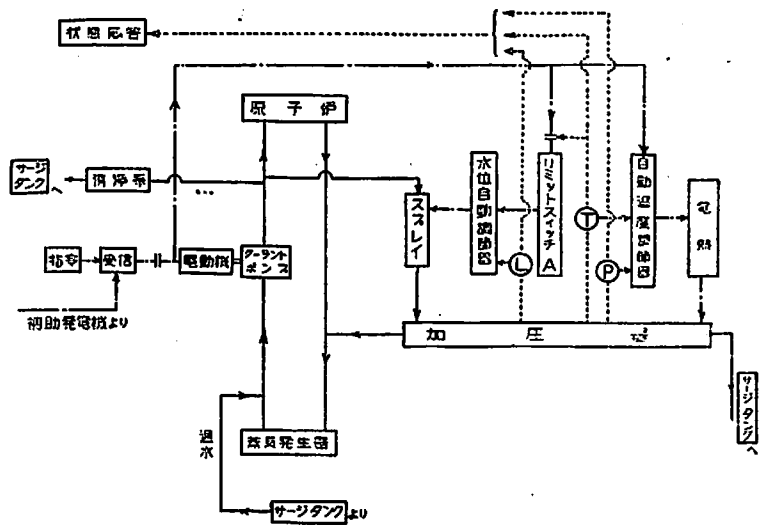 状態応答
原子炉
サージ
タンク
へ
清浄系
スプレイ
水位自動調節器
リミットスイッチA
自動温度調節器
電熱
T
L
P
指令
受信
電動機
クーラント
ポンプ
補助発電機より
加圧器
サージタンク
へ
蒸気発生器
過水
サージタンクより